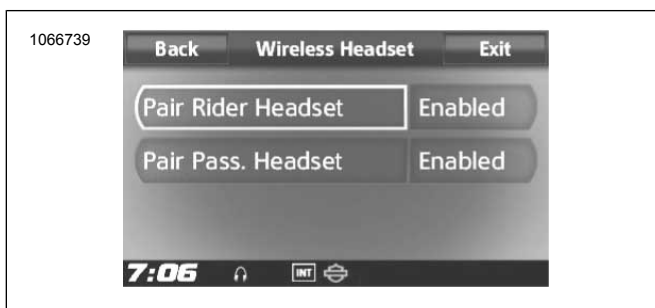 1066739
Back Wireless Headset Exit
Pair Rider Headset Enabled
Pair Pass. Headset Enabled
7:06 INT